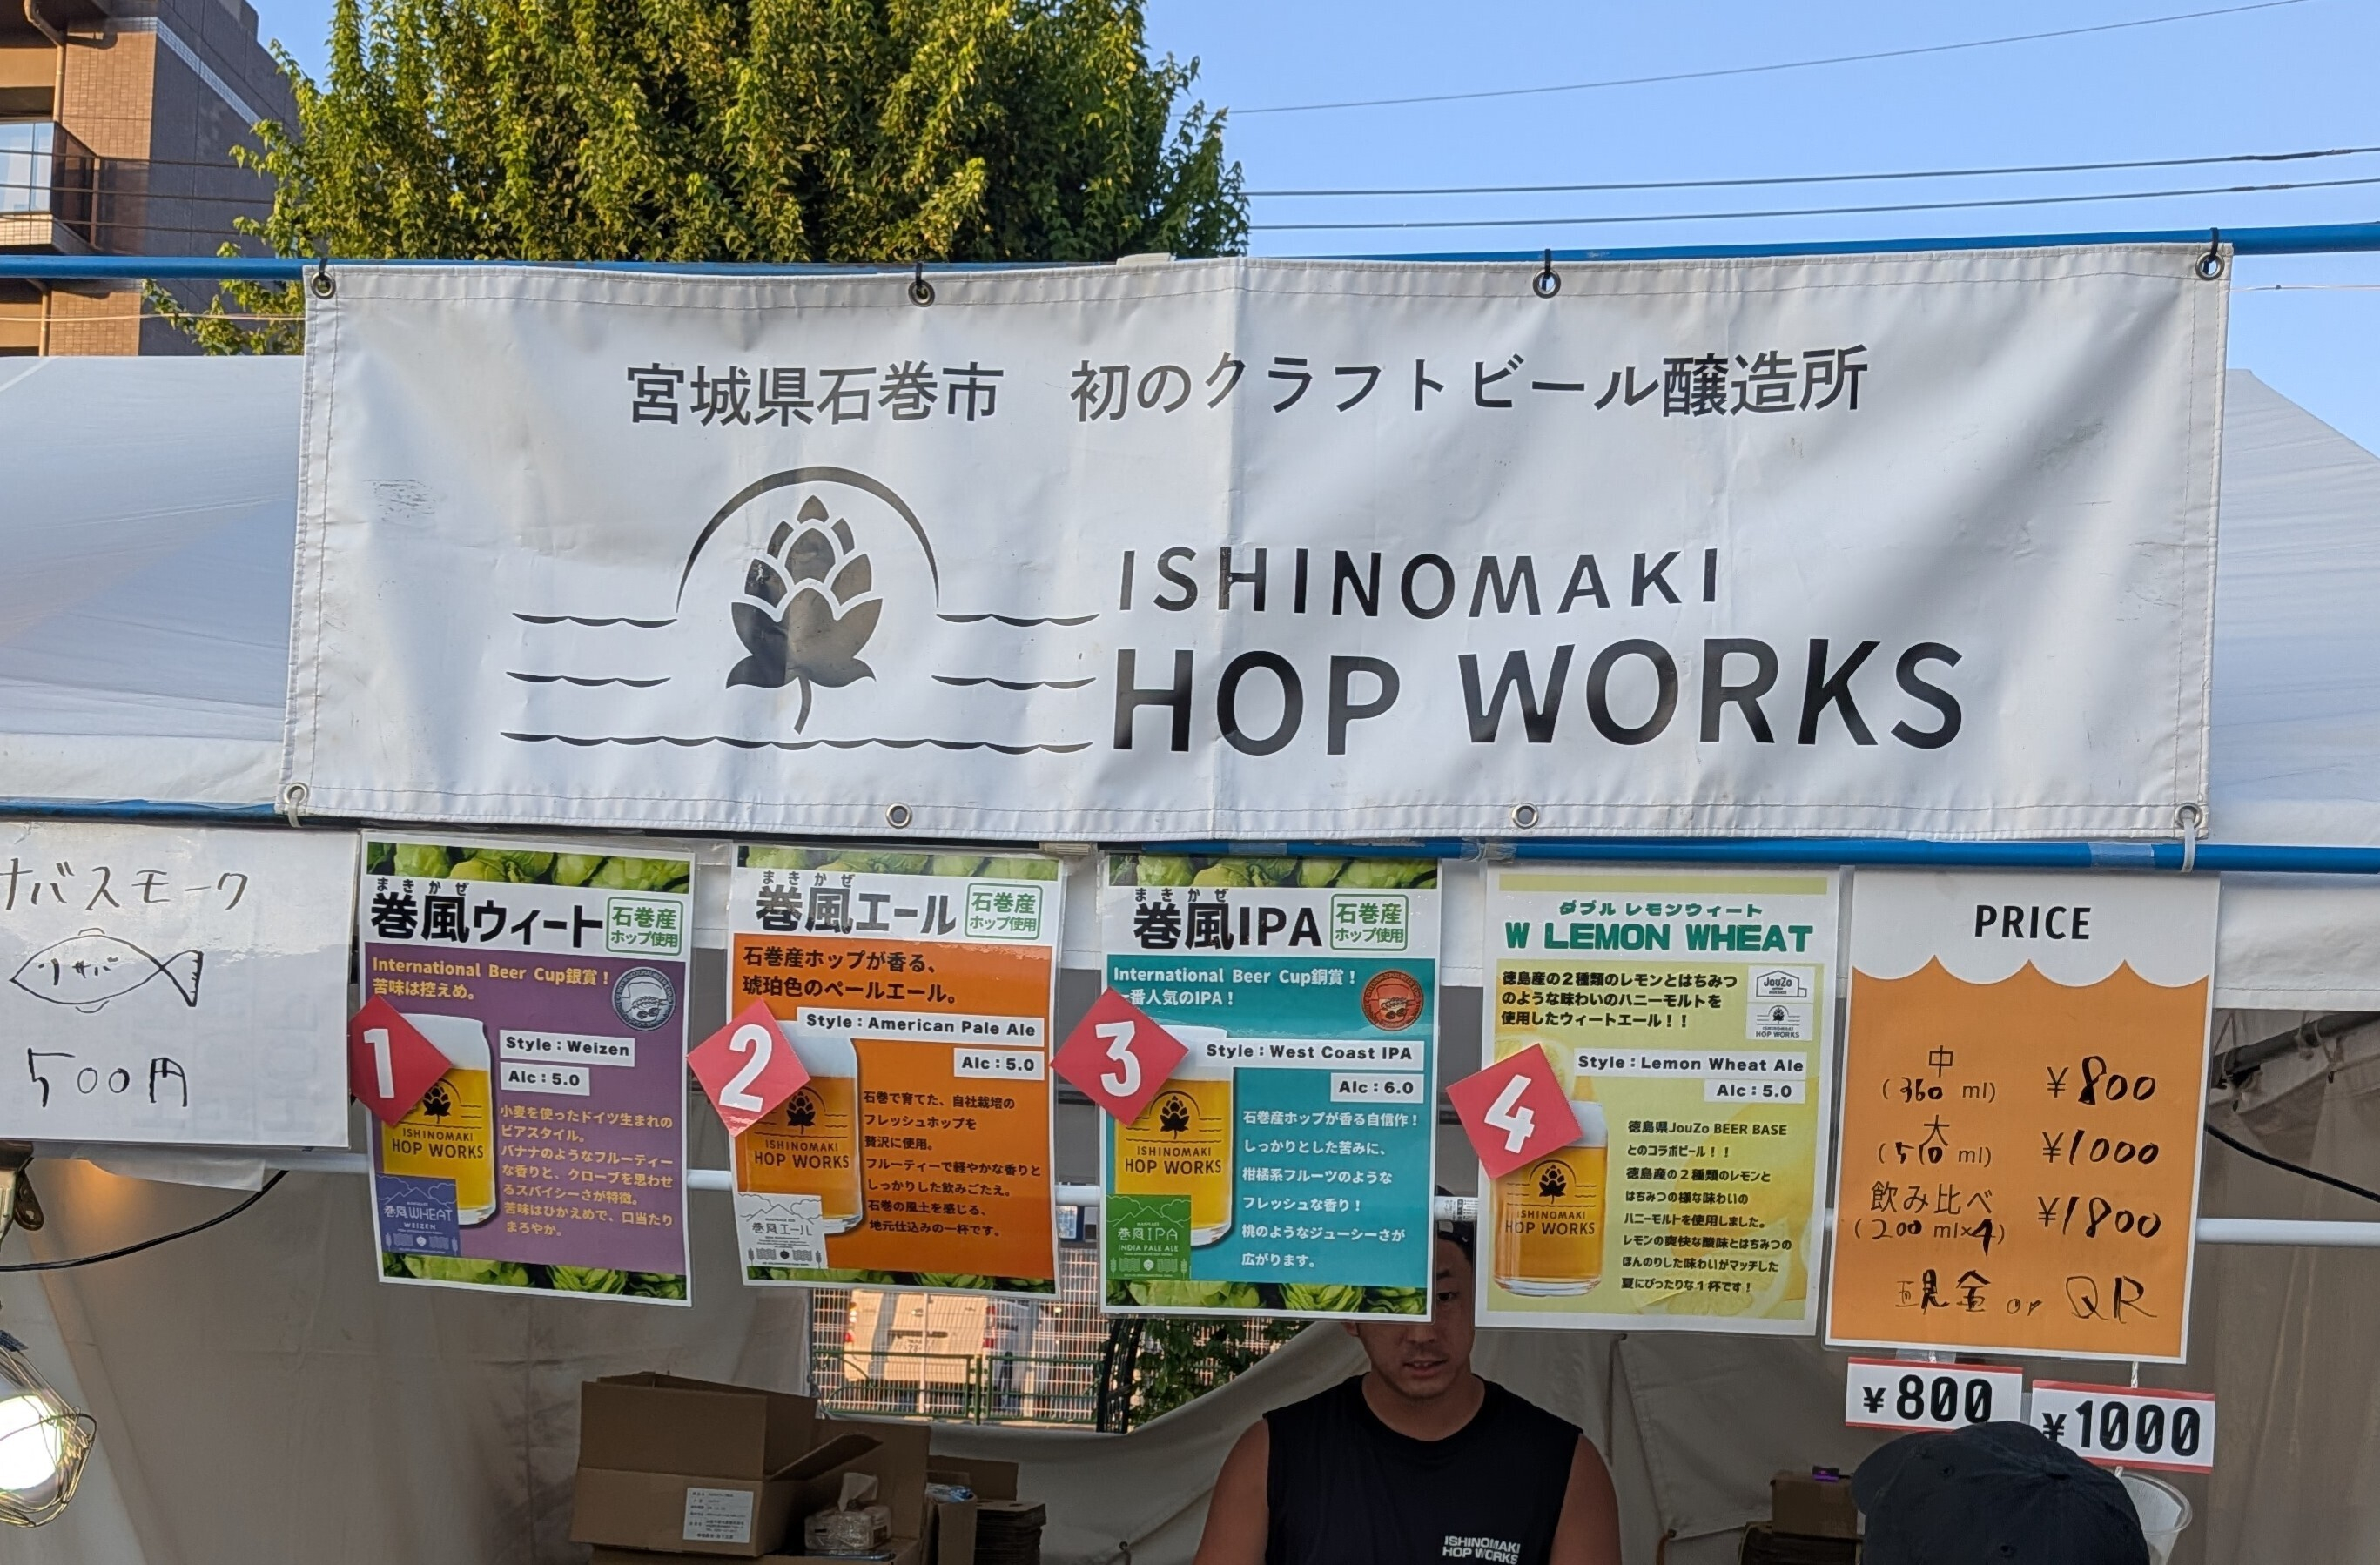 宮城県石巻市 初のクラフトビール醸造所
ISHINOMAKI
HOP WORKS
サバスモーク
サバ
500円
まきかぜ
巻風ウィート
石巻産
ホップ使用
International Beer Cup銀賞！
苦味は控えめ。
1
Style：Weizen
Alc：5.0
小麦を使ったドイツ生まれの
ビアスタイル。
バナナのようなフルーティー
な香りと、クローブを思わせ
るスパイシーさが特徴。
苦味はひかえめで、口当たり
まろやか。
ISHINOMAKI
HOP WORKS
巻風WHEAT
WEIZEN
まきかぜ
巻風エール
石巻産
ホップ使用
石巻産ホップが香る、
琥珀色のペールエール。
2
Style：American Pale Ale
Alc：5.0
石巻で育てた、自社栽培の
フレッシュホップを
贅沢に使用。
フルーティーで軽やかな香りと
しっかりした飲みごたえ。
石巻の風土を感じる、
地元仕込みの一杯です。
ISHINOMAKI
HOP WORKS
巻風エール
まきかぜ
巻風IPA
石巻産
ホップ使用
International Beer Cup銅賞！
一番人気のIPA！
3
Style：West Coast IPA
Alc：6.0
石巻産ホップが香る自信作！
しっかりとした苦みに、
柑橘系フルーツのような
フレッシュな香り！
桃のようなジューシーさが
広がります。
ISHINOMAKI
HOP WORKS
巻風IPA
INDIA PALE ALE
ダブル レモンウィート
W LEMON WHEAT
徳島産の２種類のレモンとはちみつ
のような味わいのハニーモルトを
使用したウィートエール！！
JouZo
HOP WORKS
4
Style：Lemon Wheat Ale
Alc：5.0
徳島県JouZo BEER BASE
とのコラボビール！！
徳島産の２種類のレモンと
はちみつの様な味わいの
ハニーモルトを使用しました。
レモンの爽快な酸味とはちみつの
ほんのりした味わいがマッチした
夏にぴったりな１杯です！
ISHINOMAKI
HOP WORKS
PRICE
中
(360 ml) ¥800
大
(510 ml) ¥1000
飲み比べ
(200 ml×4) ¥1800
現金 or QR
¥800
¥1000
ISHINOMAKI
HOP WORKS